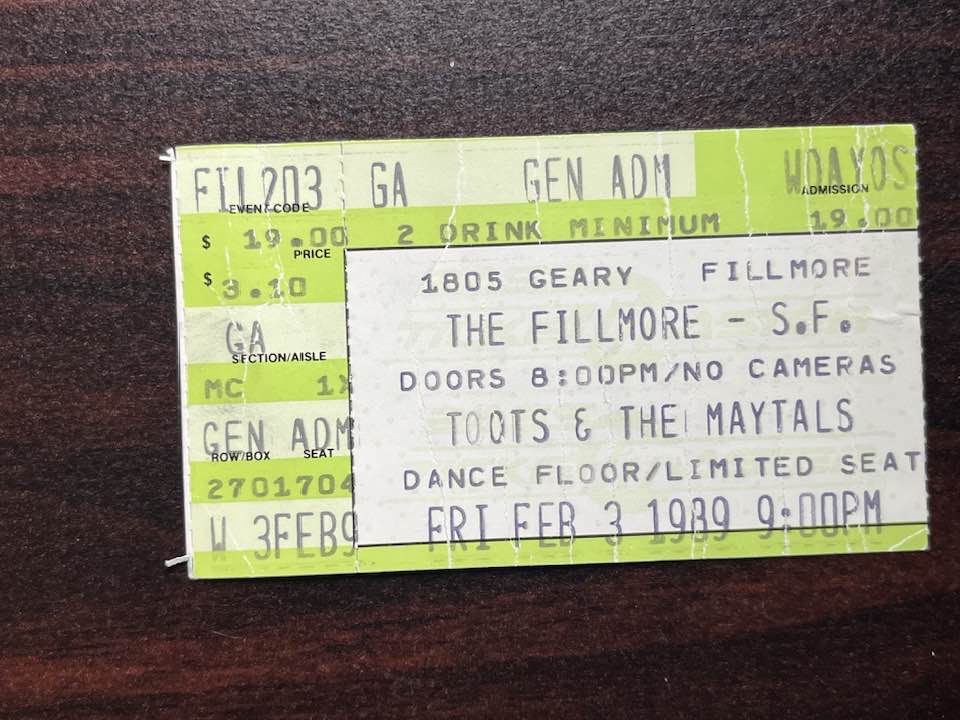 FIL203
EVENT CODE
$ 19.00
PRICE
$ 3.10
GA
SECTION/AISLE
MC 1X
GEN ADM
ROW/BOX SEAT
2701704
W 3FEB9
GA GEN ADM WDAY0S
ADMISSION
2 DRINK MINIMUM 19.00
1805 GEARY FILLMORE
THE FILLMORE - S.F.
DOORS 8:00PM/NO CAMERAS
TOOTS & THE MAYTALS
DANCE FLOOR/LIMITED SEAT
FRI FEB 3 1989 9:00PM